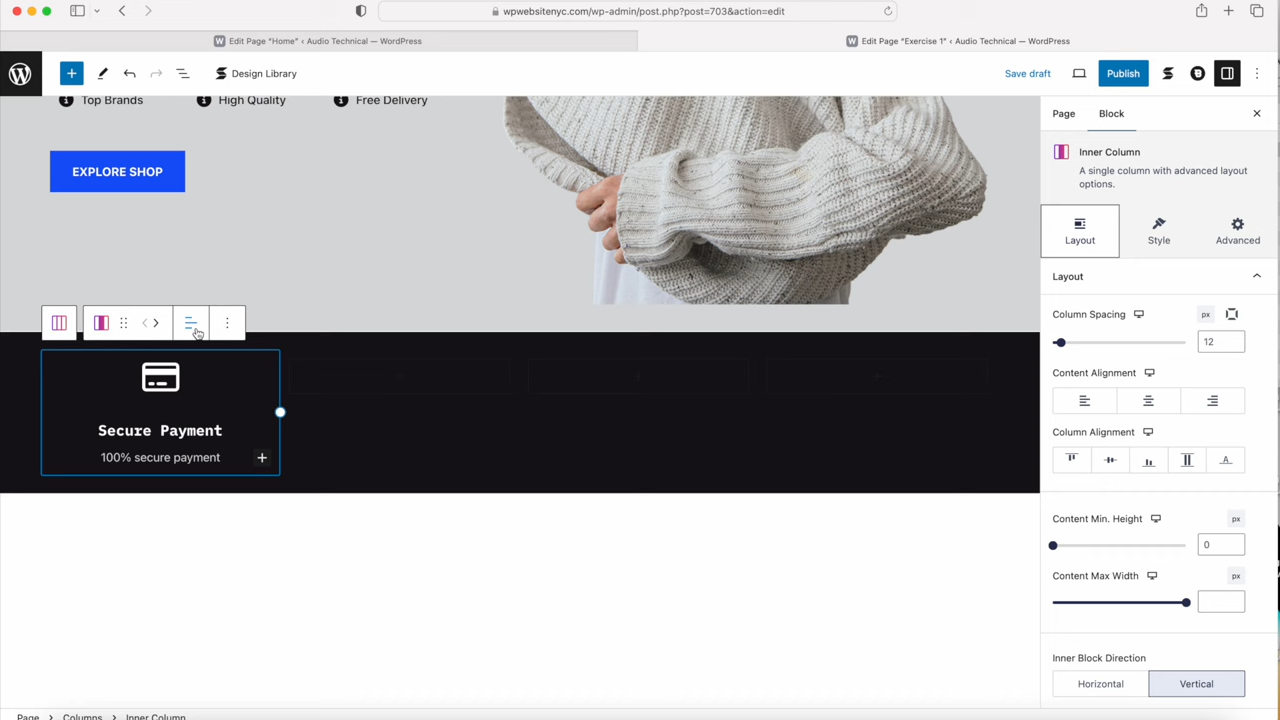 wpwebsitenyc.com/wp-admin/post.php?post=703&action=edit
Edit Page "Home" ‹ Audio Technical — WordPress
Edit Page "Exercise 1" ‹ Audio Technical — WordPress
Design Library
Save draft
Publish
Top Brands
High Quality
Free Delivery
EXPLORE SHOP
Secure Payment
100% secure payment
Page
Block
Inner Column
A single column with advanced layout
options.
Layout
Style
Advanced
Layout
Column Spacing
px
12
Content Alignment
Column Alignment
A
Content Min. Height
px
0
Content Max Width
px
Inner Block Direction
Horizontal
Vertical
Page
Columns
Inner Column